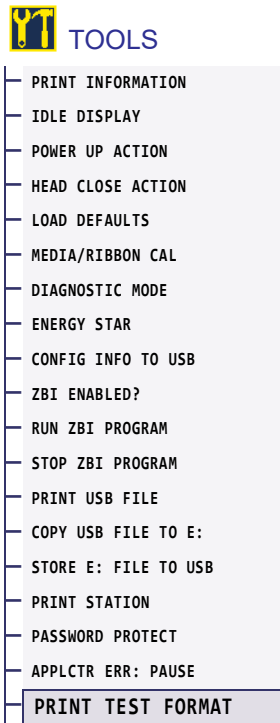 TOOLS
PRINT INFORMATION
IDLE DISPLAY
POWER UP ACTION
HEAD CLOSE ACTION
LOAD DEFAULTS
MEDIA/RIBBON CAL
DIAGNOSTIC MODE
ENERGY STAR
CONFIG INFO TO USB
ZBI ENABLED?
RUN ZBI PROGRAM
STOP ZBI PROGRAM
PRINT USB FILE
COPY USB FILE TO E:
STORE E: FILE TO USB
PRINT STATION
PASSWORD PROTECT
APPLCTR ERR: PAUSE
PRINT TEST FORMAT